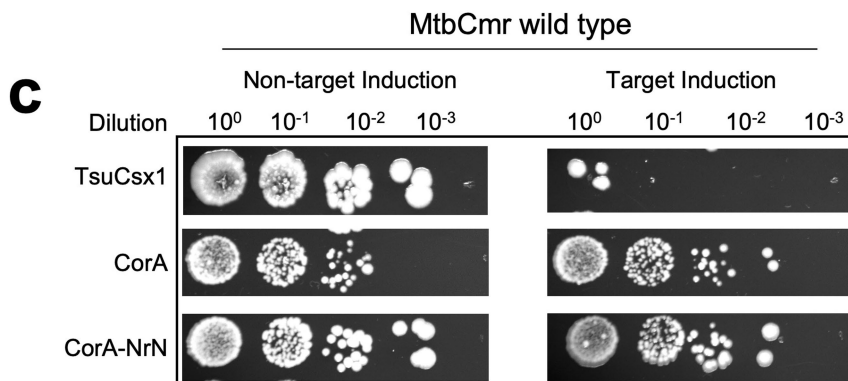 MtbCmr wild type
C
Non-target Induction Target Induction
Dilution 10⁰ 10⁻¹ 10⁻² 10⁻³ 10⁰ 10⁻¹ 10⁻² 10⁻³
TsuCsx1
CorA
CorA-NrN